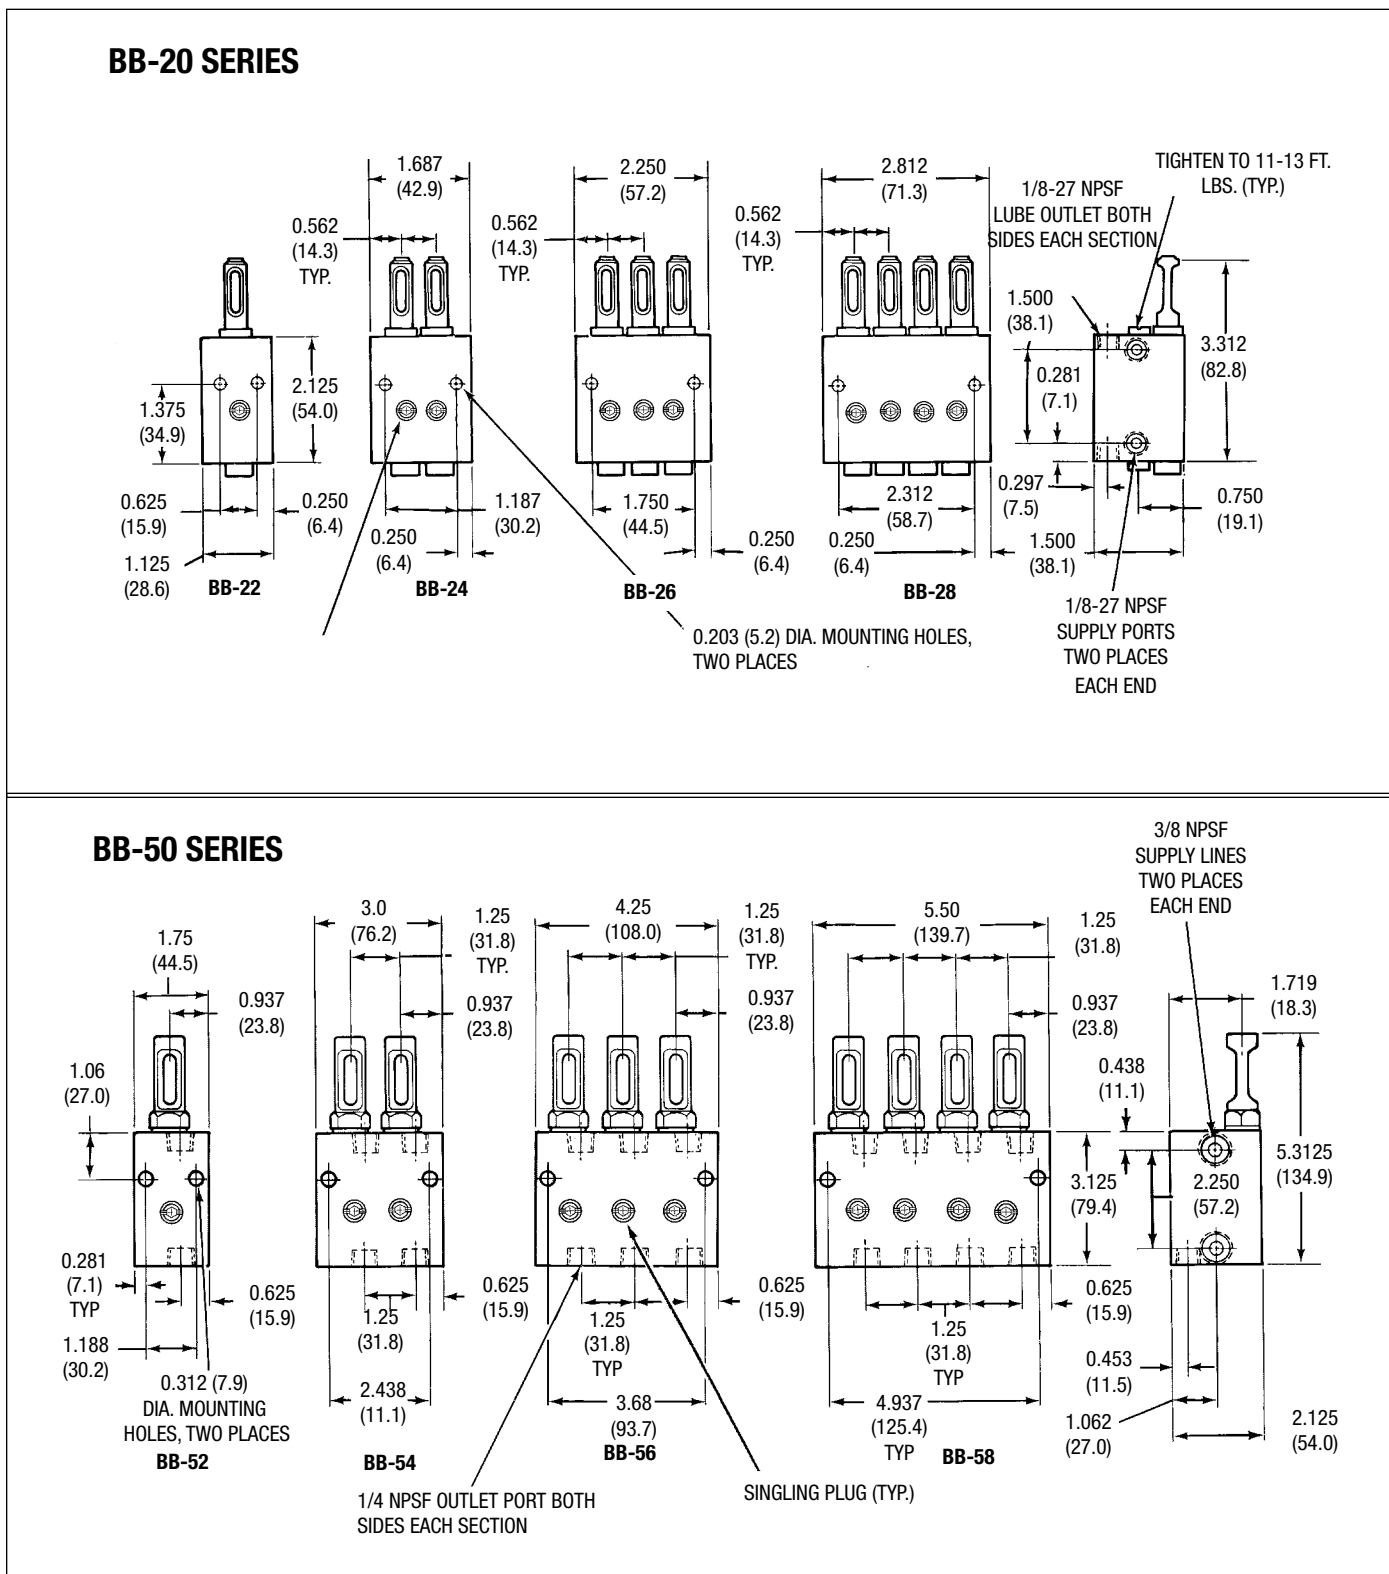 BB-20 SERIES
1.687
(42.9)
2.250
(57.2)
2.812
(71.3)
TIGHTEN TO 11-13 FT.
LBS. (TYP.)
1/8-27 NPSF
LUBE OUTLET BOTH
SIDES EACH SECTION
0.562
(14.3)
TYP.
0.562
(14.3)
TYP.
0.562
(14.3)
TYP.
1.500
(38.1)
3.312
(82.8)
0.281
(7.1)
2.125
(54.0)
1.375
(34.9)
0.625
(15.9)
0.250
(6.4)
1.125
(28.6)
BB-22
1.187
(30.2)
0.250
(6.4)
BB-24
1.750
(44.5)
0.250
(6.4)
BB-26
2.312
(58.7)
0.250
(6.4)
BB-28
0.297
(7.5)
0.750
(19.1)
1.500
(38.1)
1/8-27 NPSF
SUPPLY PORTS
TWO PLACES
EACH END
0.203 (5.2) DIA. MOUNTING HOLES,
TWO PLACES
BB-50 SERIES
3/8 NPSF
SUPPLY LINES
TWO PLACES
EACH END
1.75
(44.5)
3.0
(76.2)
1.25
(31.8)
TYP.
4.25
(108.0)
1.25
(31.8)
TYP.
5.50
(139.7)
1.25
(31.8)
0.937
(23.8)
0.937
(23.8)
0.937
(23.8)
0.937
(23.8)
1.719
(18.3)
1.06
(27.0)
0.438
(11.1)
5.3125
(134.9)
3.125
(79.4)
2.250
(57.2)
0.281
(7.1)
TYP
0.625
(15.9)
1.188
(30.2)
0.312 (7.9)
DIA. MOUNTING
HOLES, TWO PLACES
BB-52
1.25
(31.8)
0.625
(15.9)
2.438
(11.1)
BB-54
1.25
(31.8)
TYP
0.625
(15.9)
3.68
(93.7)
BB-56
1.25
(31.8)
TYP
0.625
(15.9)
4.937
(125.4)
TYP
BB-58
0.453
(11.5)
1.062
(27.0)
2.125
(54.0)
1/4 NPSF OUTLET PORT BOTH
SIDES EACH SECTION
SINGLING PLUG (TYP.)